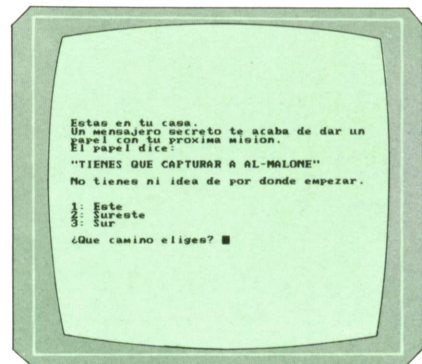 Estas en tu casa.
Un mensajero secreto te acaba de dar un
papel con tu proxima mision.
El papel dice:
"TIENES QUE CAPTURAR A AL-MALONE"
No tienes ni idea de por donde empezar.
1: Este
2: Sureste
3: Sur
¿Que camino eliges?